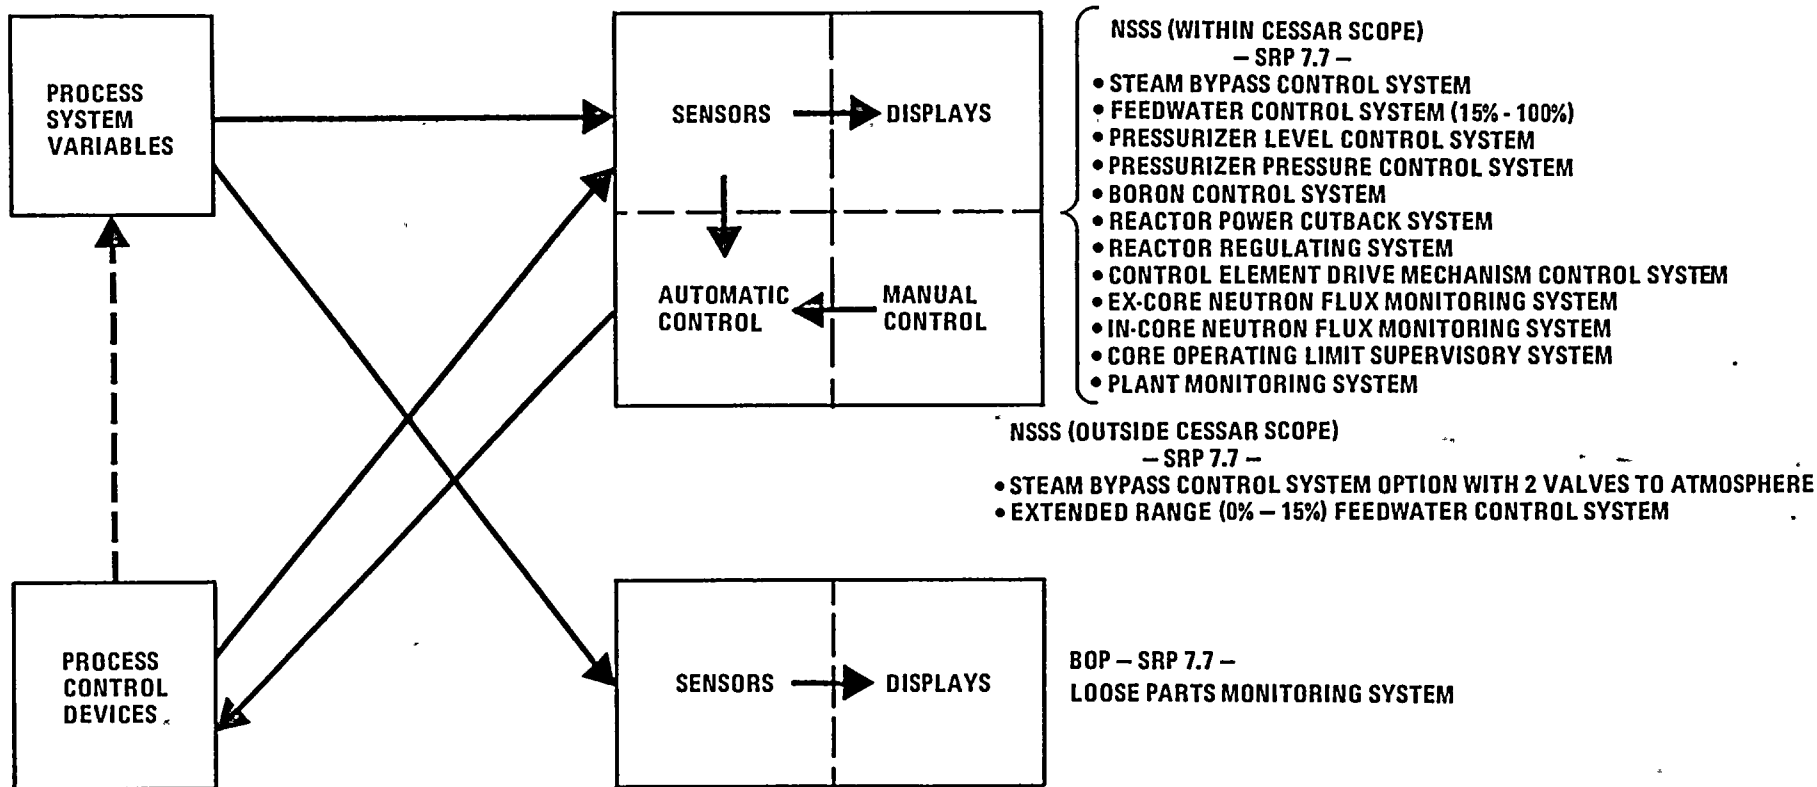 PROCESS
SYSTEM
VARIABLES
SENSORS
DISPLAYS
AUTOMATIC
CONTROL
MANUAL
CONTROL
NSSS (WITHIN CESSAR SCOPE)
– SRP 7.7 –
• STEAM BYPASS CONTROL SYSTEM
• FEEDWATER CONTROL SYSTEM (15% - 100%)
• PRESSURIZER LEVEL CONTROL SYSTEM
• PRESSURIZER PRESSURE CONTROL SYSTEM
• BORON CONTROL SYSTEM
• REACTOR POWER CUTBACK SYSTEM
• REACTOR REGULATING SYSTEM
• CONTROL ELEMENT DRIVE MECHANISM CONTROL SYSTEM
• EX-CORE NEUTRON FLUX MONITORING SYSTEM
• IN-CORE NEUTRON FLUX MONITORING SYSTEM
• CORE OPERATING LIMIT SUPERVISORY SYSTEM
• PLANT MONITORING SYSTEM
NSSS (OUTSIDE CESSAR SCOPE)
– SRP 7.7 –
• STEAM BYPASS CONTROL SYSTEM OPTION WITH 2 VALVES TO ATMOSPHERE
• EXTENDED RANGE (0% – 15%) FEEDWATER CONTROL SYSTEM
PROCESS
CONTROL
DEVICES
SENSORS
DISPLAYS
BOP – SRP 7.7 –
LOOSE PARTS MONITORING SYSTEM